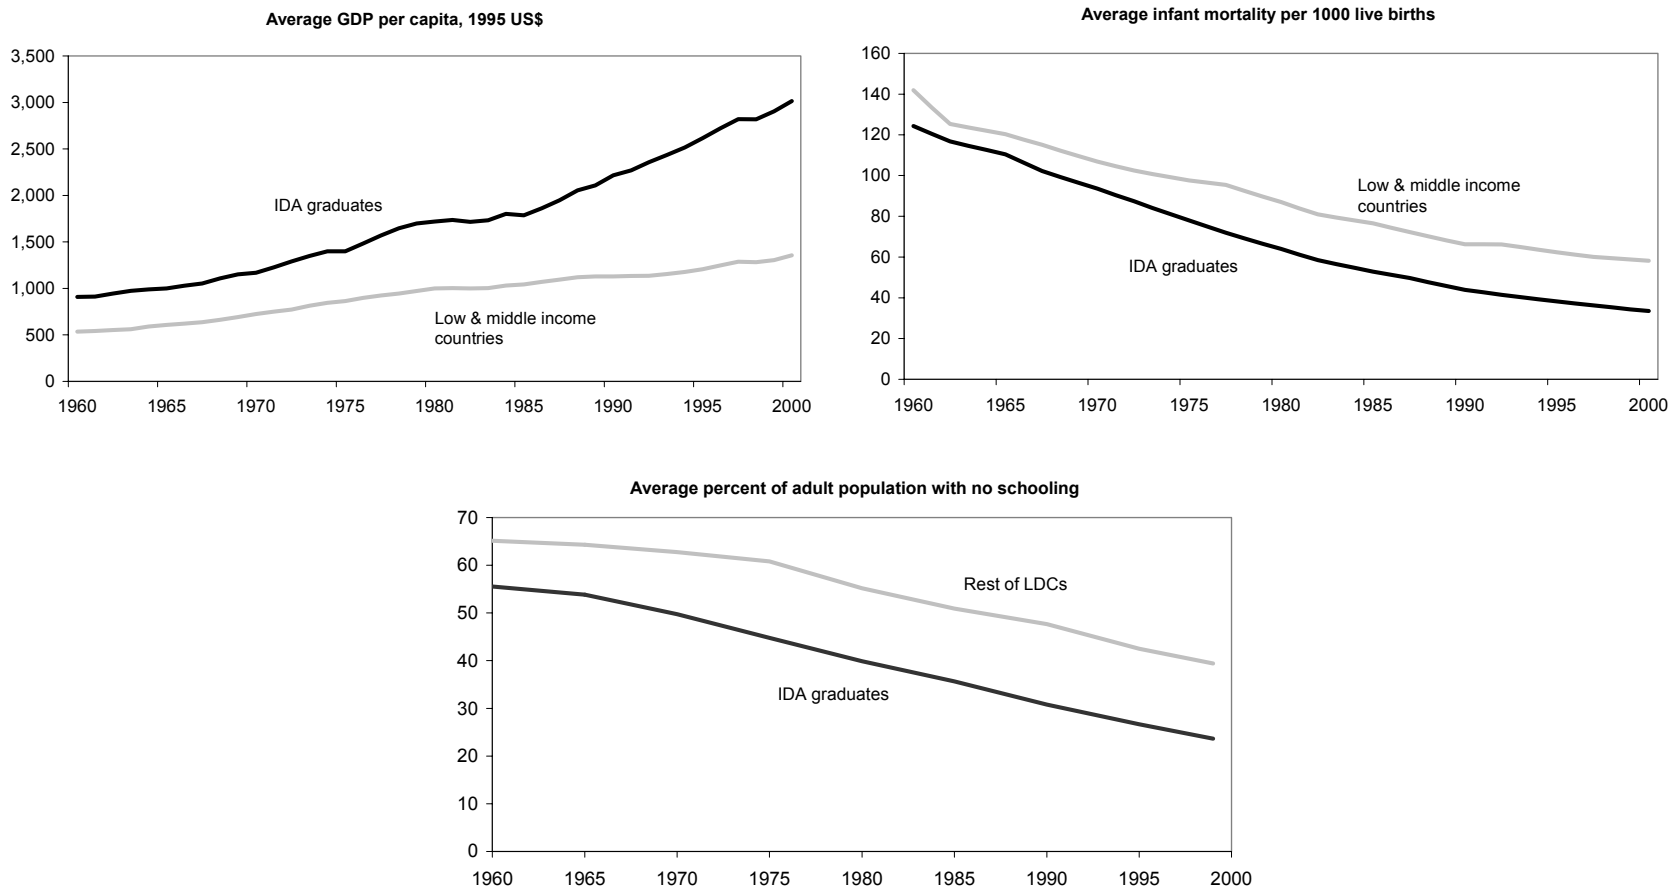 Average GDP per capita, 1995 US$
3,500
3,000
2,500
2,000
1,500
1,000
500
0
IDA graduates
Low & middle income
countries
1960 1965 1970 1975 1980 1985 1990 1995 2000
Average infant mortality per 1000 live births
160
140
120
100
80
60
40
20
0
Low & middle income
countries
IDA graduates
1960 1965 1970 1975 1980 1985 1990 1995 2000
Average percent of adult population with no schooling
70
60
50
40
30
20
10
0
Rest of LDCs
IDA graduates
1960 1965 1970 1975 1980 1985 1990 1995 2000